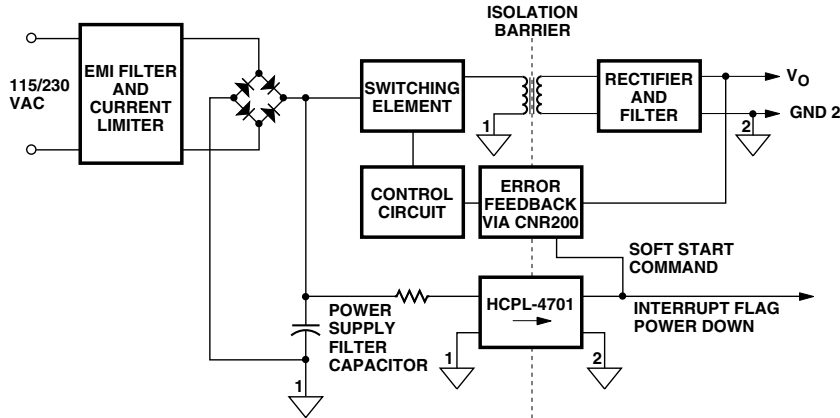 ISOLATION
BARRIER
115/230
VAC
EMI FILTER
AND
CURRENT
LIMITER
SWITCHING
ELEMENT
1
RECTIFIER
AND
FILTER
VO
GND 2
2
CONTROL
CIRCUIT
ERROR
FEEDBACK
VIA CNR200
SOFT START
COMMAND
POWER
SUPPLY
FILTER
CAPACITOR
1
HCPL-4701
1
2
INTERRUPT FLAG
POWER DOWN